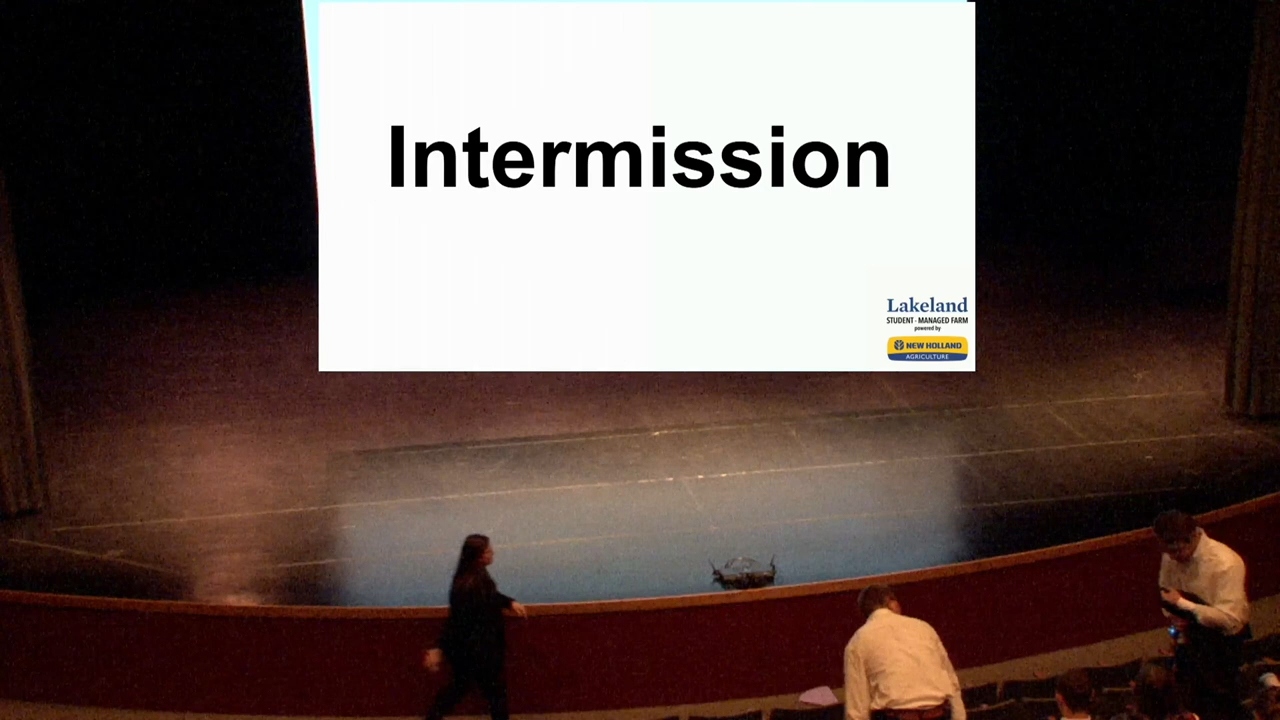 Intermission
Lakeland
STUDENT - MANAGED FARM
powered by
NEW HOLLAND
AGRICULTURE